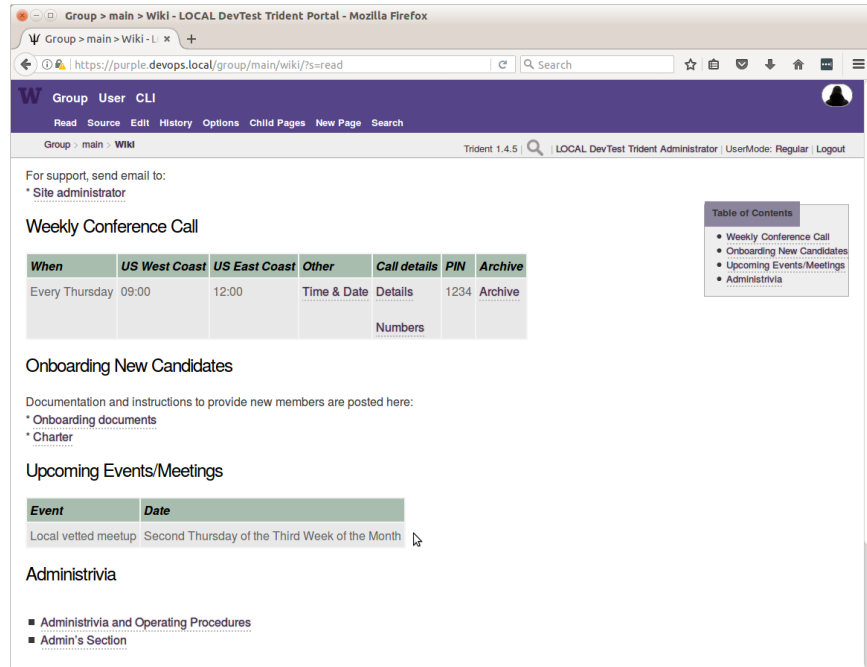 Group > main > Wiki - LOCAL DevTest Trident Portal - Mozilla Firefox
Ψ Group > main > Wiki - L
https://purple.devops.local/group/main/wiki/?s=read
Search
W Group User CLI
Read Source Edit History Options Child Pages New Page Search
Group > main > Wiki
Trident 1.4.5 | | LOCAL DevTest Trident Administrator | UserMode: Regular | Logout
For support, send email to:
* Site administrator
Weekly Conference Call
When US West Coast US East Coast Other Call details PIN Archive
Every Thursday 09:00 12:00 Time & Date Details 1234 Archive
Numbers
Table of Contents
Weekly Conference Call
Onboarding New Candidates
Upcoming Events/Meetings
Administrivia
Onboarding New Candidates
Documentation and instructions to provide new members are posted here:
* Onboarding documents
* Charter
Upcoming Events/Meetings
Event Date
Local vetted meetup Second Thursday of the Third Week of the Month
Administrivia
Administrivia and Operating Procedures
Admin's Section